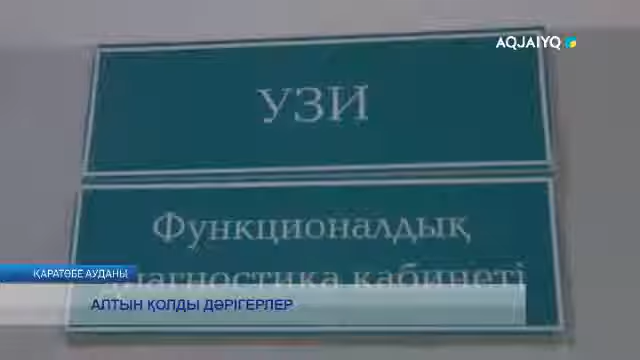 AQJAIYQ
УЗИ
Функционалдық
диагностика кабинеті
ҚАРАТӨБЕ АУДАНЫ
АЛТЫН ҚОЛДЫ ДӘРІГЕРЛЕР